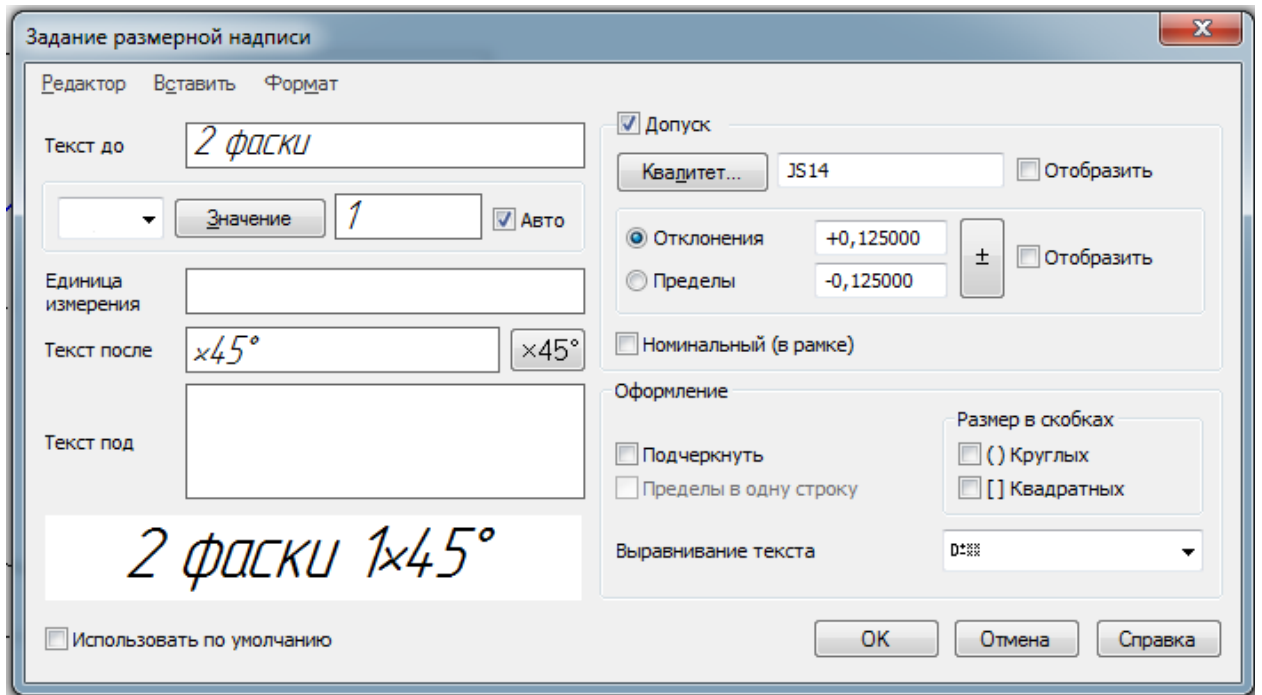 Задание размерной надписи
X
Редактор Вставить Формат
Текст до 2 фаски
Значение 1 Авто
Единица измерения
Текст после ×45° ×45°
Текст под
2 фаски 1×45°
Использовать по умолчанию
Допуск
Квалитет... JS14 Отобразить
Отклонения +0,125000
± Отобразить
Пределы -0,125000
Номинальный (в рамке)
Оформление
Размер в скобках
Подчеркнуть () Круглых
Пределы в одну строку [] Квадратных
Выравнивание текста D±XX
OK Отмена Справка